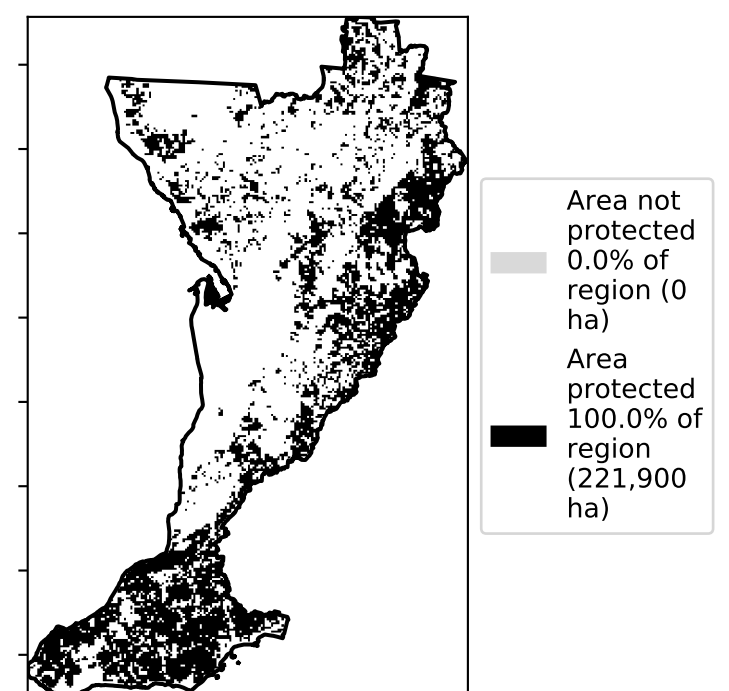 Area not
protected
0.0% of
region (0
ha)
Area
protected
100.0% of
region
(221,900
ha)